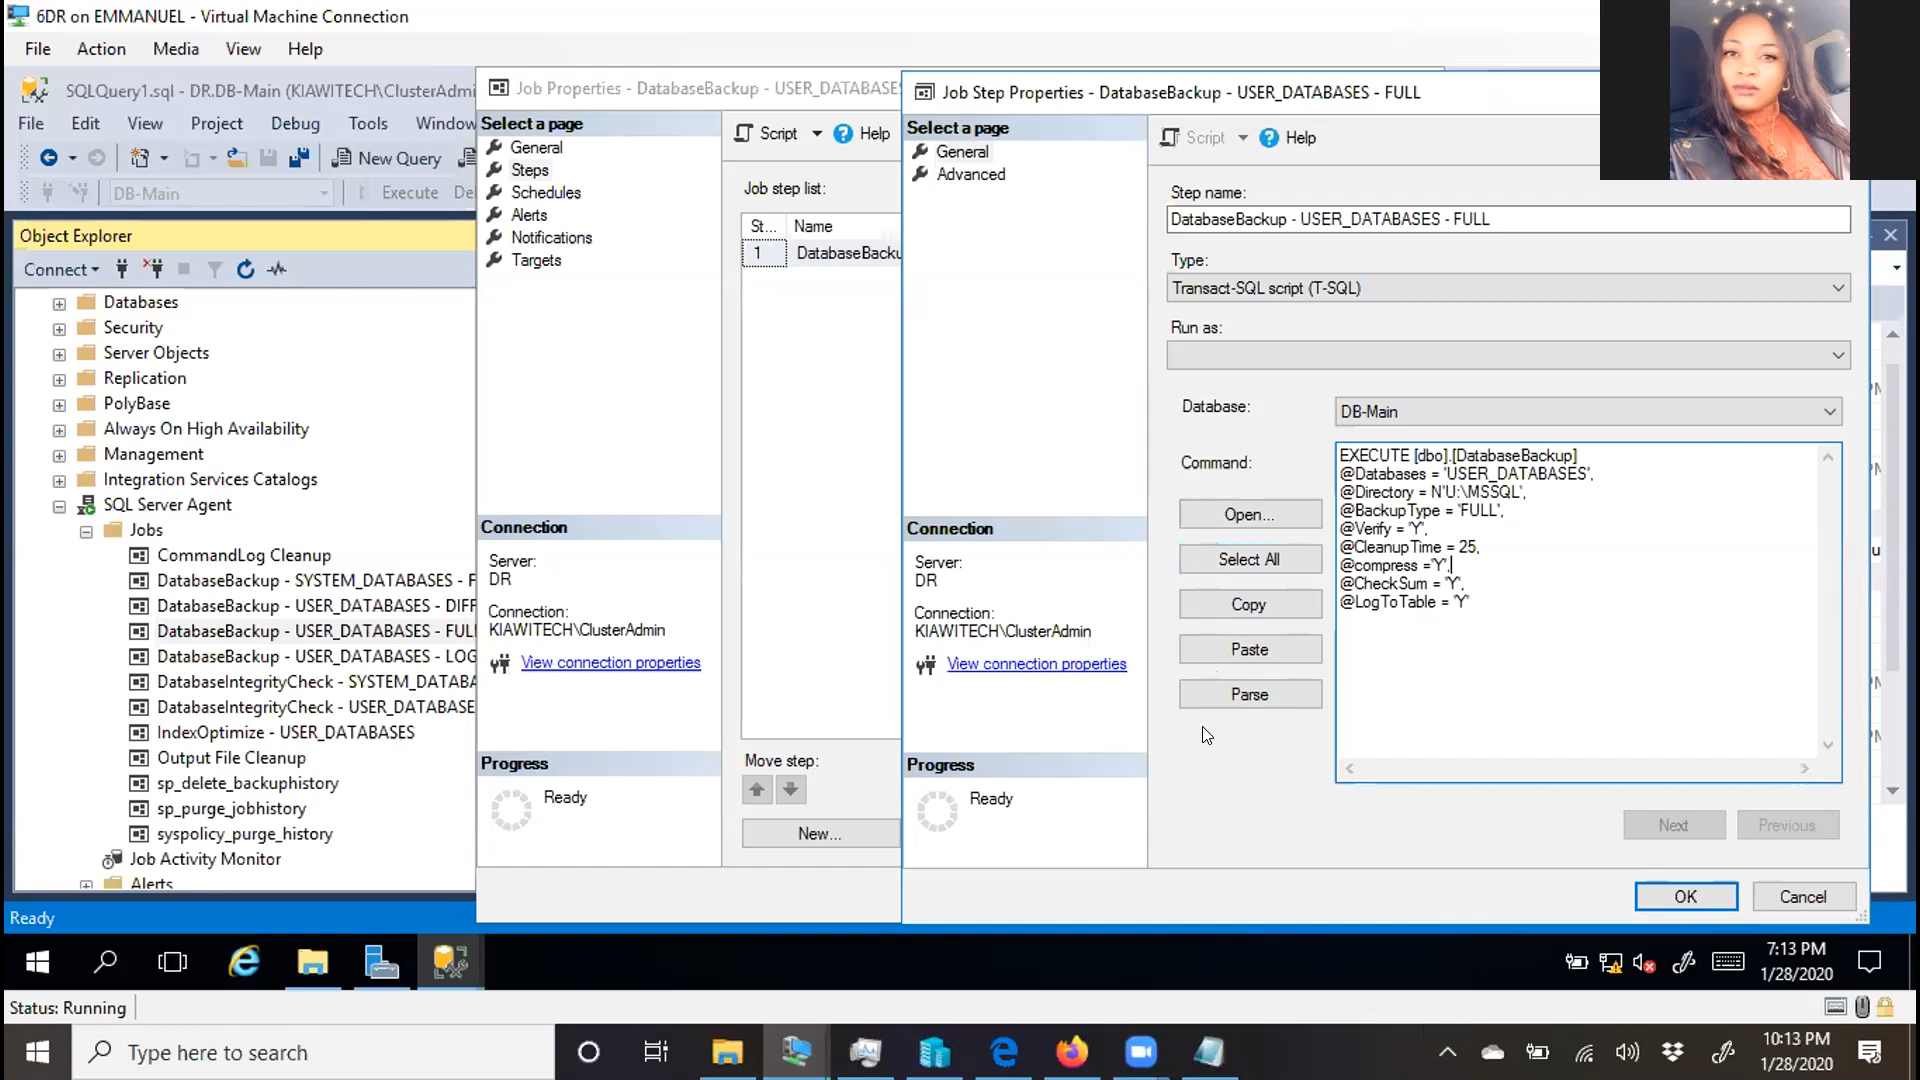 6DR on EMMANUEL - Virtual Machine Connection
File Action Media View Help
SQLQuery1.sql - DR.DB-Main (KIAWITECH\ClusterAdmi
File Edit View Project Debug Tools Window
New Query
DB-Main Execute De
Object Explorer
Connect
Databases
Security
Server Objects
Replication
PolyBase
Always On High Availability
Management
Integration Services Catalogs
SQL Server Agent
Jobs
CommandLog Cleanup
DatabaseBackup - SYSTEM_DATABASES - F
DatabaseBackup - USER_DATABASES - DIFF
DatabaseBackup - USER_DATABASES - FUL
DatabaseBackup - USER_DATABASES - LOG
DatabaseIntegrityCheck - SYSTEM_DATABA
DatabaseIntegrityCheck - USER_DATABASE
IndexOptimize - USER_DATABASES
Output File Cleanup
sp_delete_backuphistory
sp_purge_jobhistory
syspolicy_purge_history
Job Activity Monitor
Alerts
Ready
Job Properties - DatabaseBackup - USER_DATABASES
Select a page
General
Steps
Schedules
Alerts
Notifications
Targets
Script Help
Job step list:
St... Name
1 DatabaseBacku
Connection
Server:
DR
Connection:
KIAWITECH\ClusterAdmin
View connection properties
Progress
Ready
Move step:
New...
Job Step Properties - DatabaseBackup - USER_DATABASES - FULL
Select a page
General
Advanced
Script Help
Step name:
DatabaseBackup - USER_DATABASES - FULL
Type:
Transact-SQL script (T-SQL)
Run as:
Database: DB-Main
Command:
EXECUTE [dbo].[DatabaseBackup]
@Databases = 'USER_DATABASES',
@Directory = N'U:\MSSQL',
@BackupType = 'FULL',
@Verify = 'Y',
@CleanupTime = 25,
@compress ='Y',
@CheckSum = 'Y',
@LogToTable = 'Y'
Open...
Select All
Copy
Paste
Parse
Connection
Server:
DR
Connection:
KIAWITECH\ClusterAdmin
View connection properties
Progress
Ready
Next Previous
OK Cancel
7:13 PM
1/28/2020
Status: Running
Type here to search
10:13 PM
1/28/2020